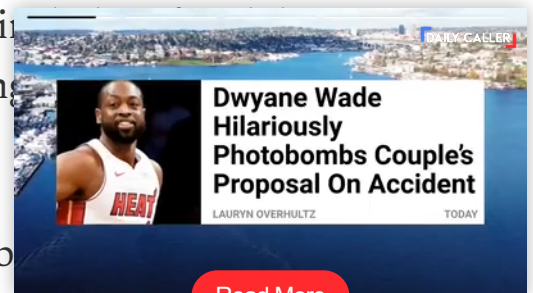 DAILY CALLER
Dwyane Wade
Hilariously
Photobombs Couple's
Proposal On Accident
LAURYN OVERHULTZ
TODAY
HEAT
Read More